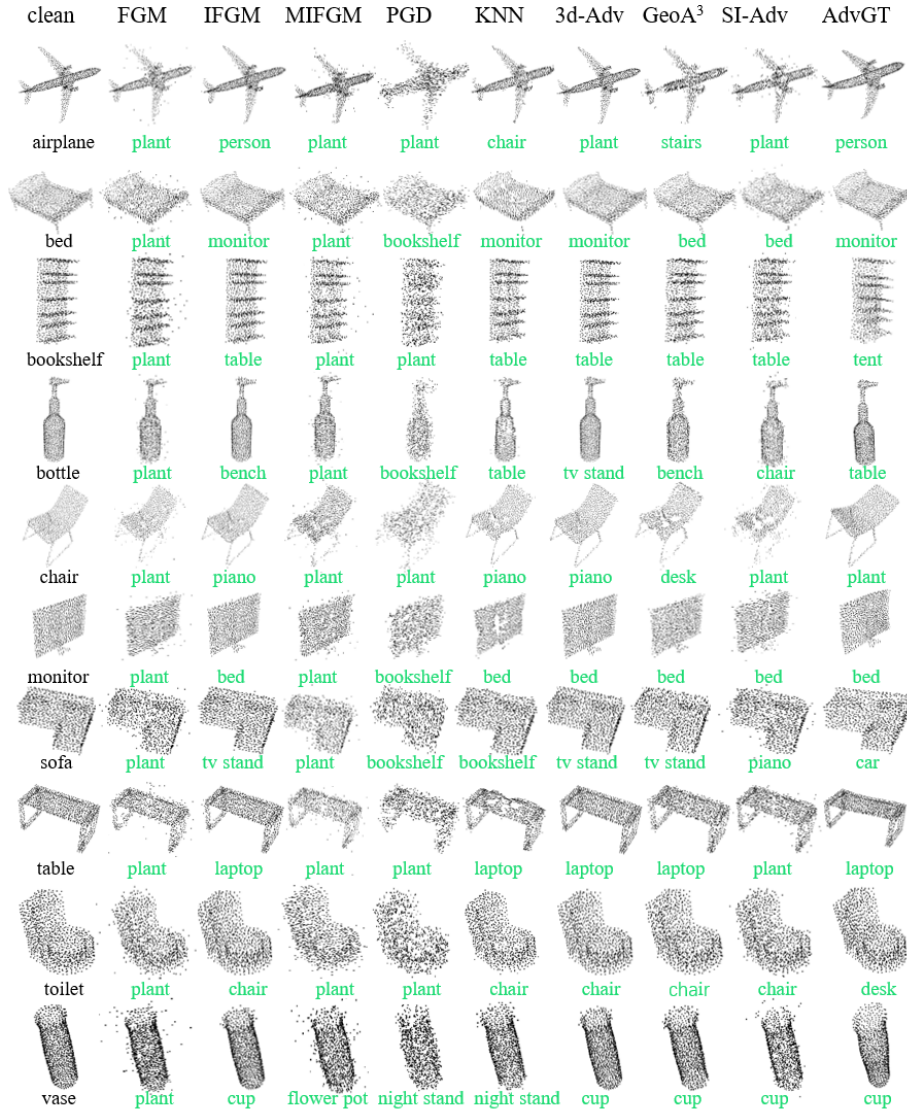 clean FGM IFGM MIFGM PGD KNN 3d-Adv GeoA³ SI-Adv AdvGT
airplane plant person plant plant chair plant stairs plant person
bed plant monitor plant bookshelf monitor monitor bed bed monitor
bookshelf plant table plant plant table table table table tent
bottle plant bench plant bookshelf table tv stand bench chair table
chair plant piano plant plant piano piano desk plant plant
monitor plant bed plant bookshelf bed bed bed bed bed
sofa plant tv stand plant bookshelf bookshelf tv stand tv stand piano car
table plant laptop plant plant laptop laptop laptop plant laptop
toilet plant chair plant plant chair chair chair chair desk
vase plant cup flower pot night stand night stand cup cup cup cup